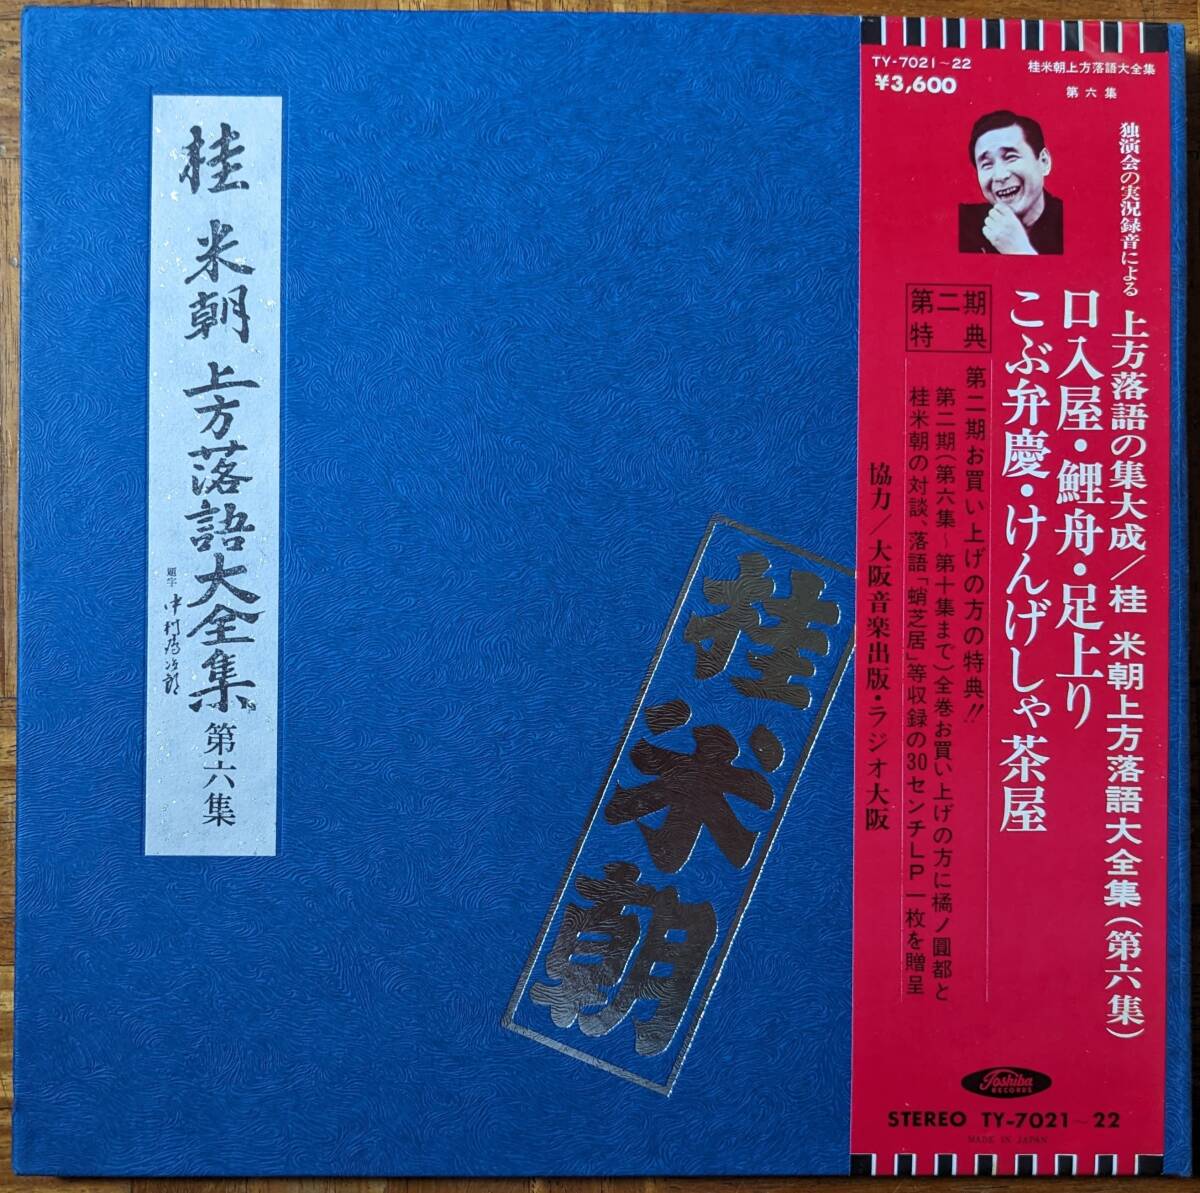 桂 米朝 上方落語大全集 第六集
題字 中村鴈治郎
桂米朝
TY-7021~22
¥3,600
桂米朝上方落語大全集
第六集
独演会の実況録音による
上方落語の集大成/桂 米朝上方落語大全集(第六集)
口入屋・鯉舟・足上り
こぶ弁慶・けんげしゃ茶屋
第二期
特典
第二期お買い上げの方の特典!!
第二期(第六集~第十集まで)全巻お買い上げの方に橘ノ圓都と
桂米朝の対談、落語「蛸芝居」等収録の30センチLP一枚を贈呈
協力/大阪音楽出版・ラジオ大阪
Toshiba
RECORDS
STEREO TY-7021~22
MADE IN JAPAN